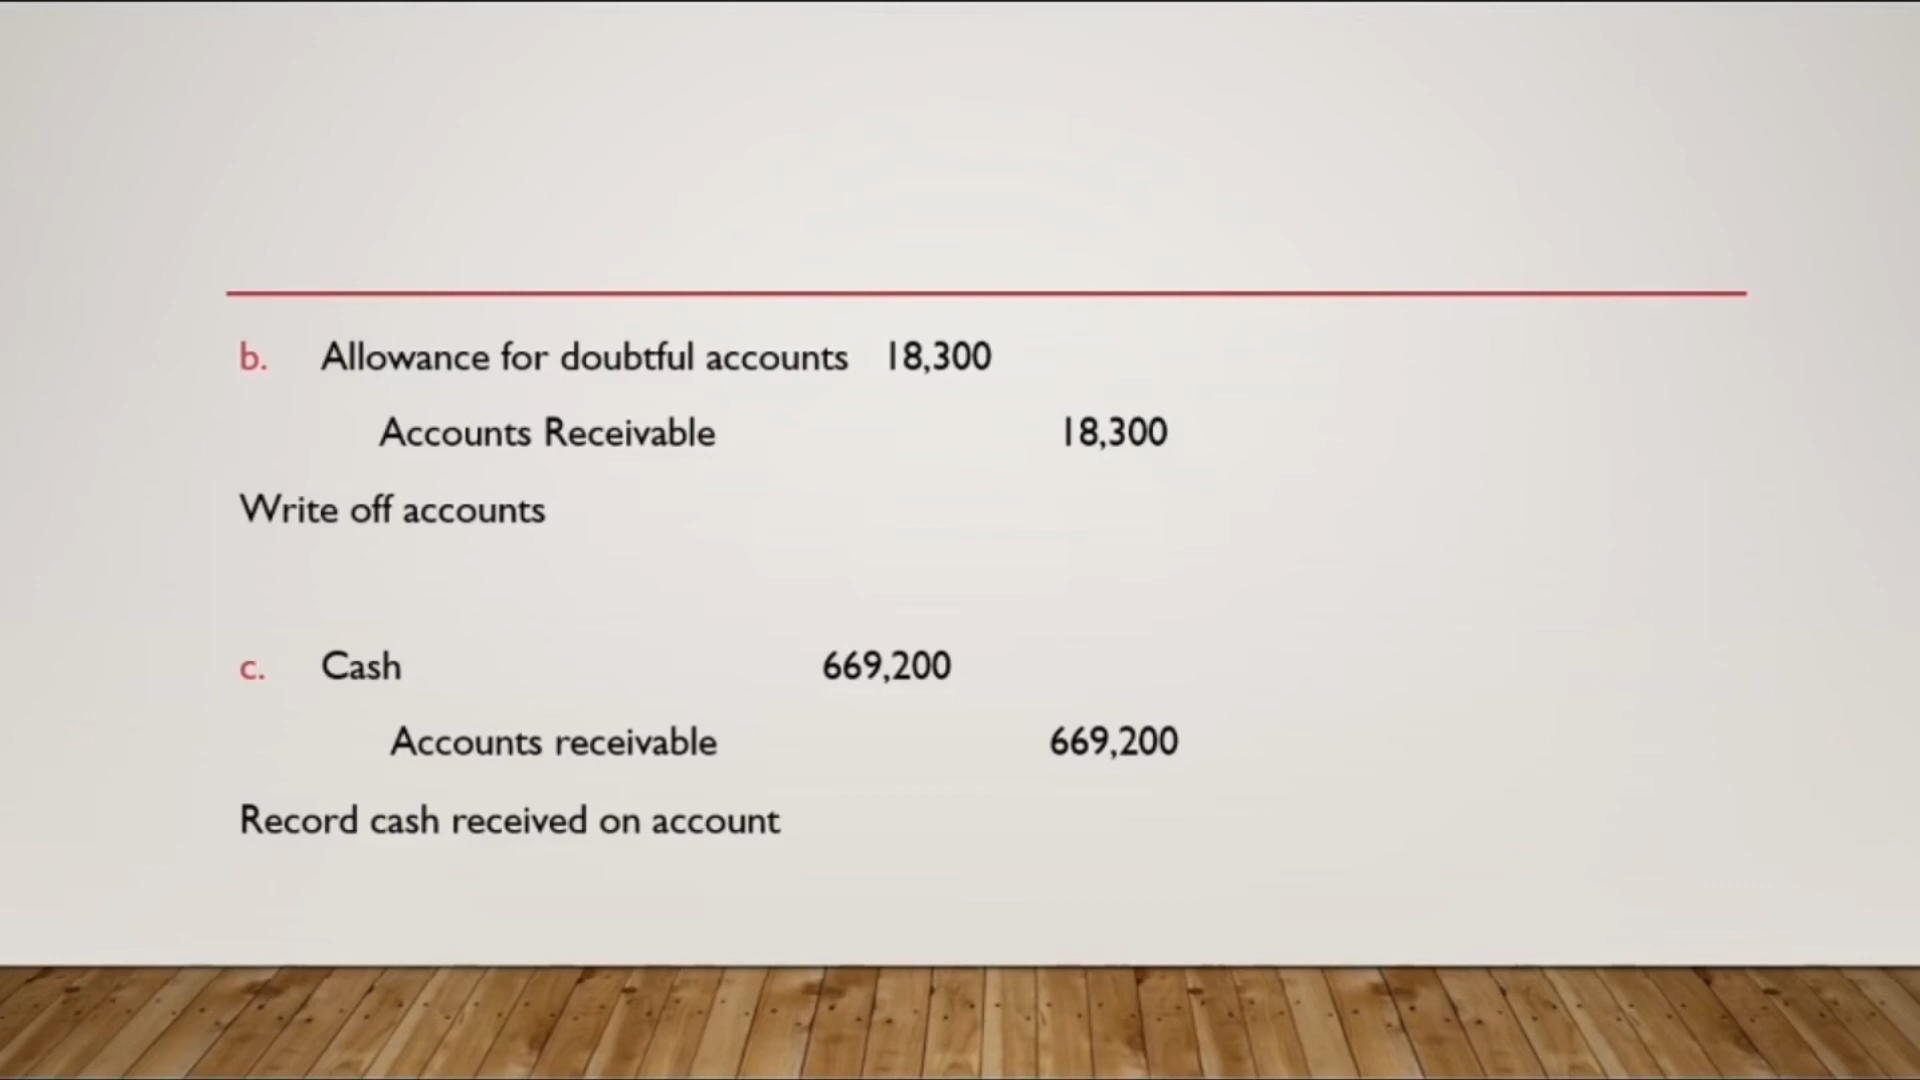 b. Allowance for doubtful accounts 18,300
Accounts Receivable 18,300
Write off accounts
c. Cash 669,200
Accounts receivable 669,200
Record cash received on account